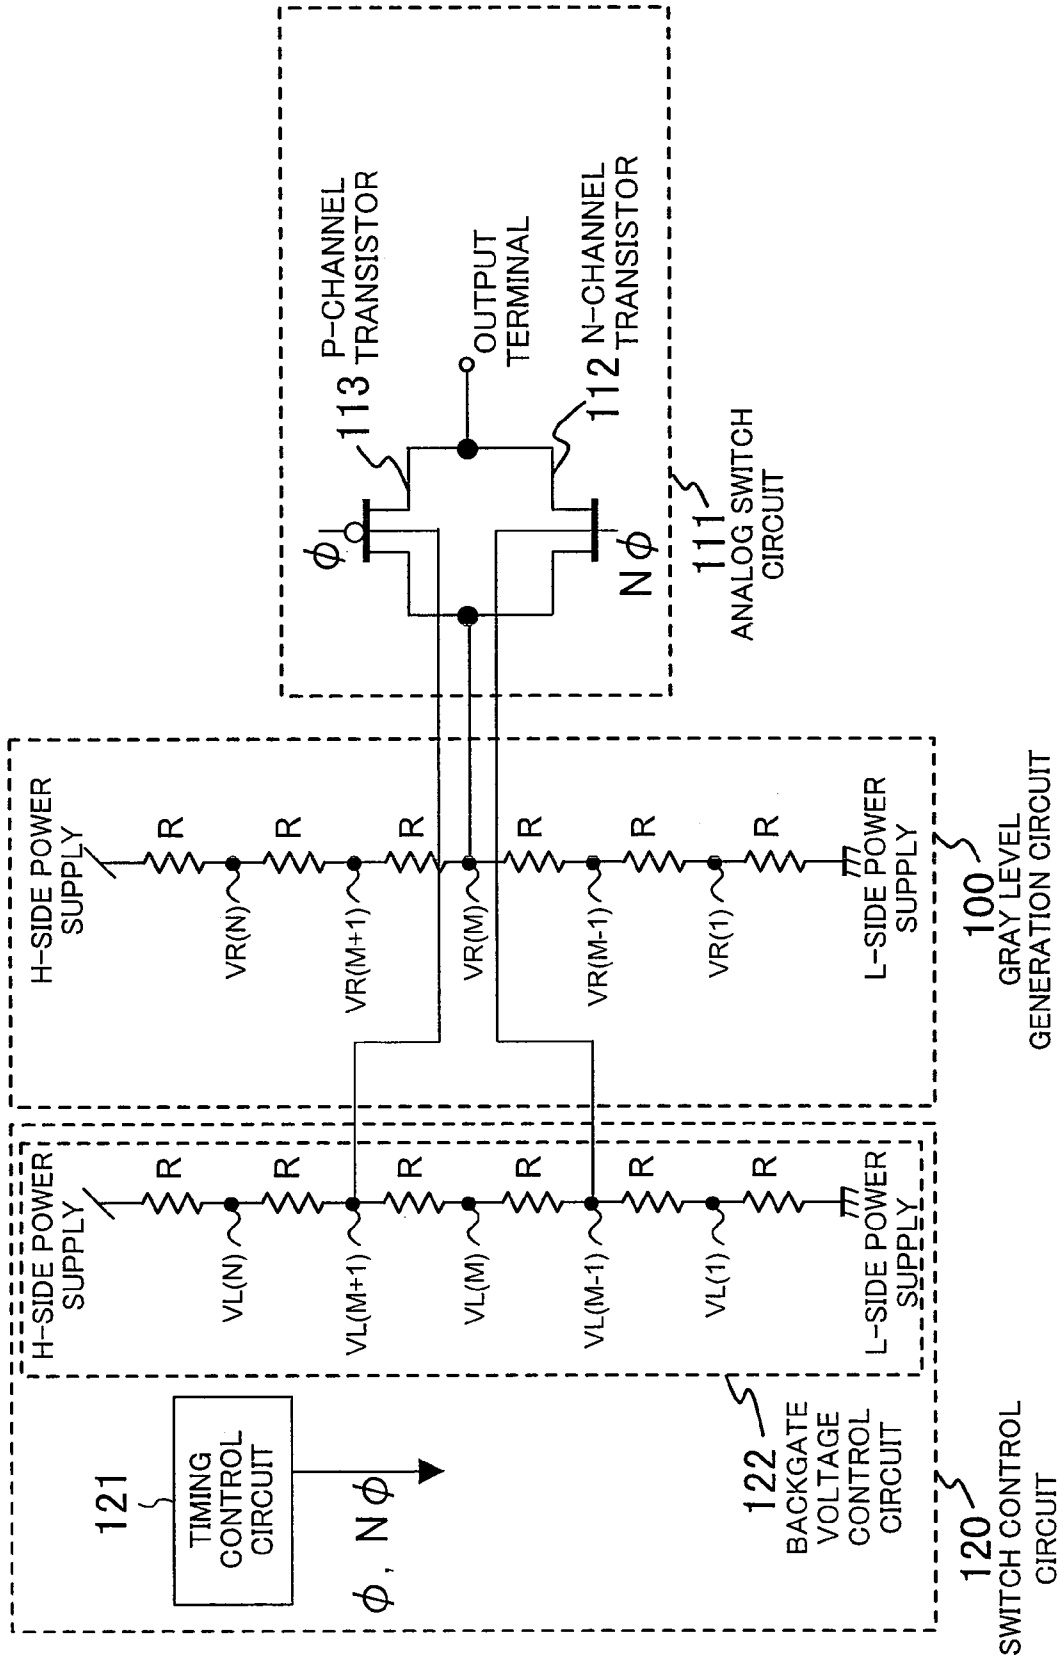 121
TIMING
CONTROL
CIRCUIT
ϕ, Nϕ
H-SIDE POWER
SUPPLY
R
VL(N)
R
VL(M+1)
R
VL(M)
R
VL(M-1)
R
VL(1)
R
L-SIDE POWER
SUPPLY
122
BACKGATE
VOLTAGE
CONTROL
CIRCUIT
120
SWITCH CONTROL
CIRCUIT
H-SIDE POWER
SUPPLY
R
VR(N)
R
VR(M+1)
R
VR(M)
R
VR(M-1)
R
VR(1)
R
L-SIDE POWER
SUPPLY
100
GRAY LEVEL
GENERATION CIRCUIT
ϕ
113 P-CHANNEL
TRANSISTOR
OUTPUT
TERMINAL
112 N-CHANNEL
TRANSISTOR
Nϕ
111
ANALOG SWITCH
CIRCUIT